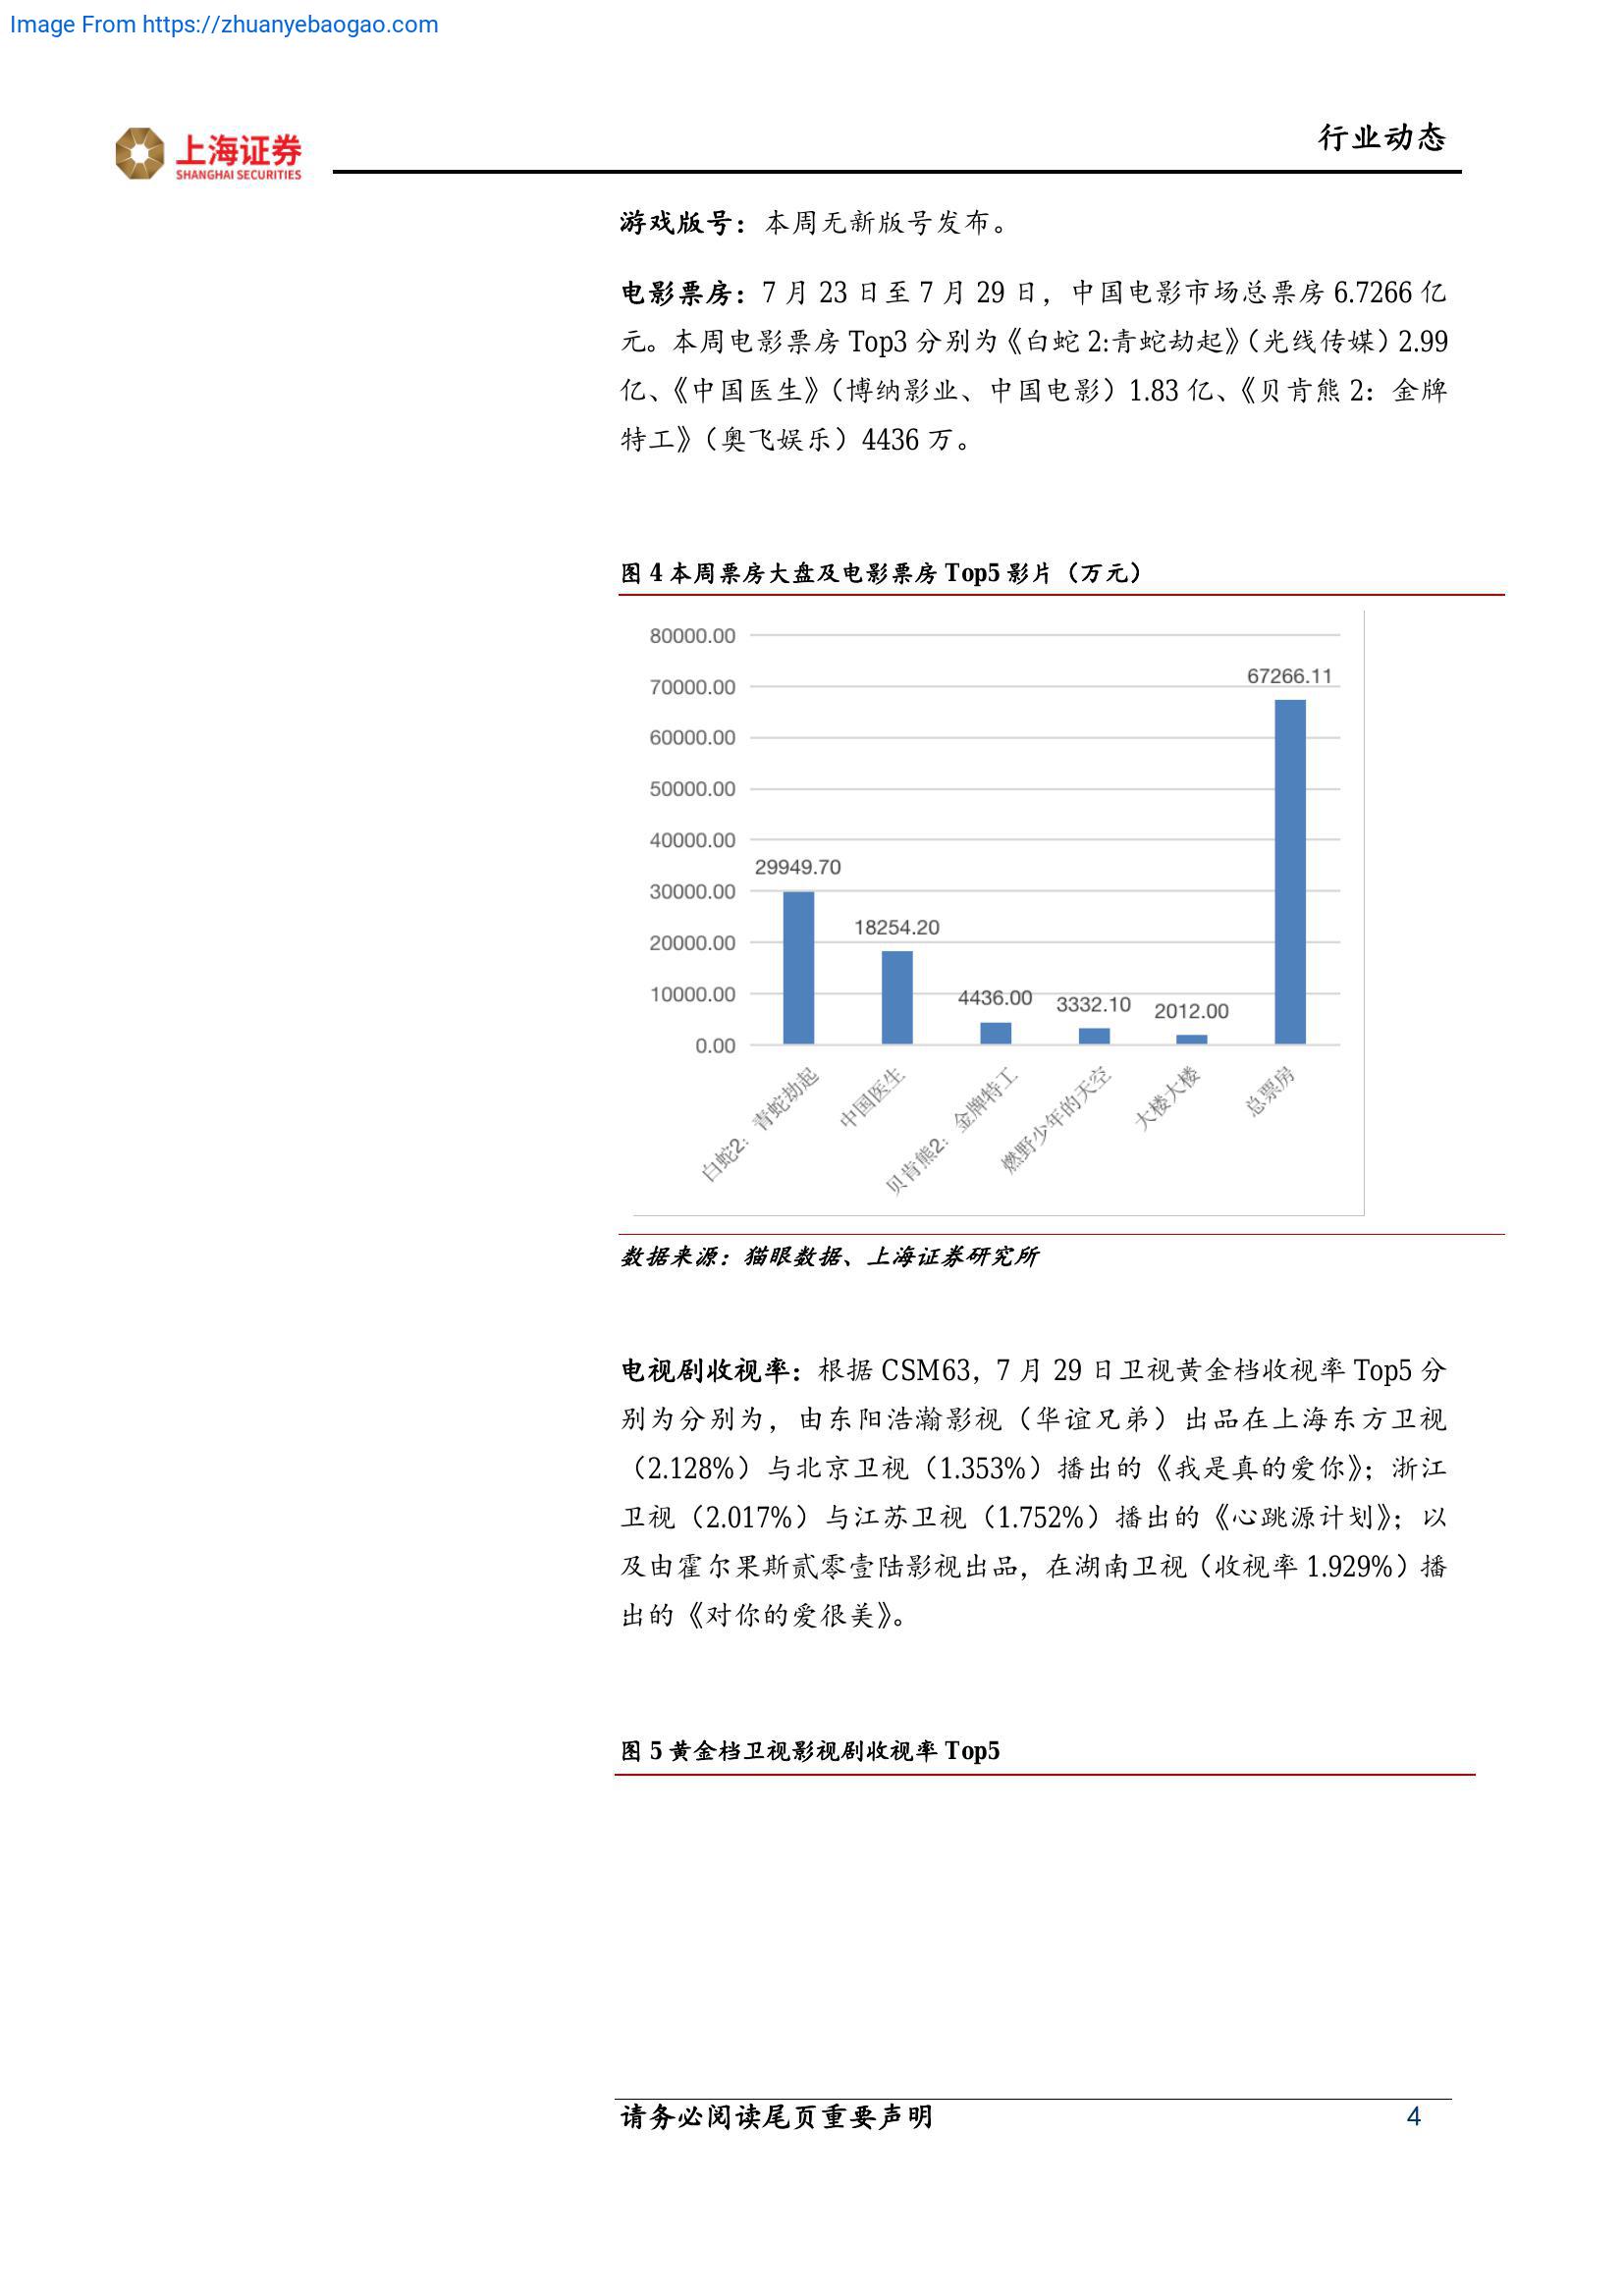 Image From https://zhuanyebaogao.com
上海证券
SHANGHAI SECURITIES
行业动态
游戏版号：本周无新版号发布。
电影票房：7 月 23 日至 7 月 29 日，中国电影市场总票房 6.7266 亿
元。本周电影票房 Top3 分别为《白蛇 2:青蛇劫起》（光线传媒）2.99
亿、《中国医生》（博纳影业、中国电影）1.83 亿、《贝肯熊 2：金牌
特工》（奥飞娱乐）4436 万。
图 4 本周票房大盘及电影票房 Top5 影片（万元）
80000.00
70000.00
60000.00
50000.00
40000.00
30000.00
20000.00
10000.00
0.00
29949.70
18254.20
4436.00
3332.10
2012.00
67266.11
白蛇2：青蛇劫起
中国医生
贝肯熊2：金牌特工
燃野少年的天空
大楼大楼
总票房
数据来源：猫眼数据、上海证券研究所
电视剧收视率：根据 CSM63，7 月 29 日卫视黄金档收视率 Top5 分
别为分别为，由东阳浩瀚影视（华谊兄弟）出品在上海东方卫视
（2.128%）与北京卫视（1.353%）播出的《我是真的爱你》；浙江
卫视（2.017%）与江苏卫视（1.752%）播出的《心跳源计划》；以
及由霍尔果斯贰零壹陆影视出品，在湖南卫视（收视率 1.929%）播
出的《对你的爱很美》。
图 5 黄金档卫视影视剧收视率 Top5
请务必阅读尾页重要声明
4